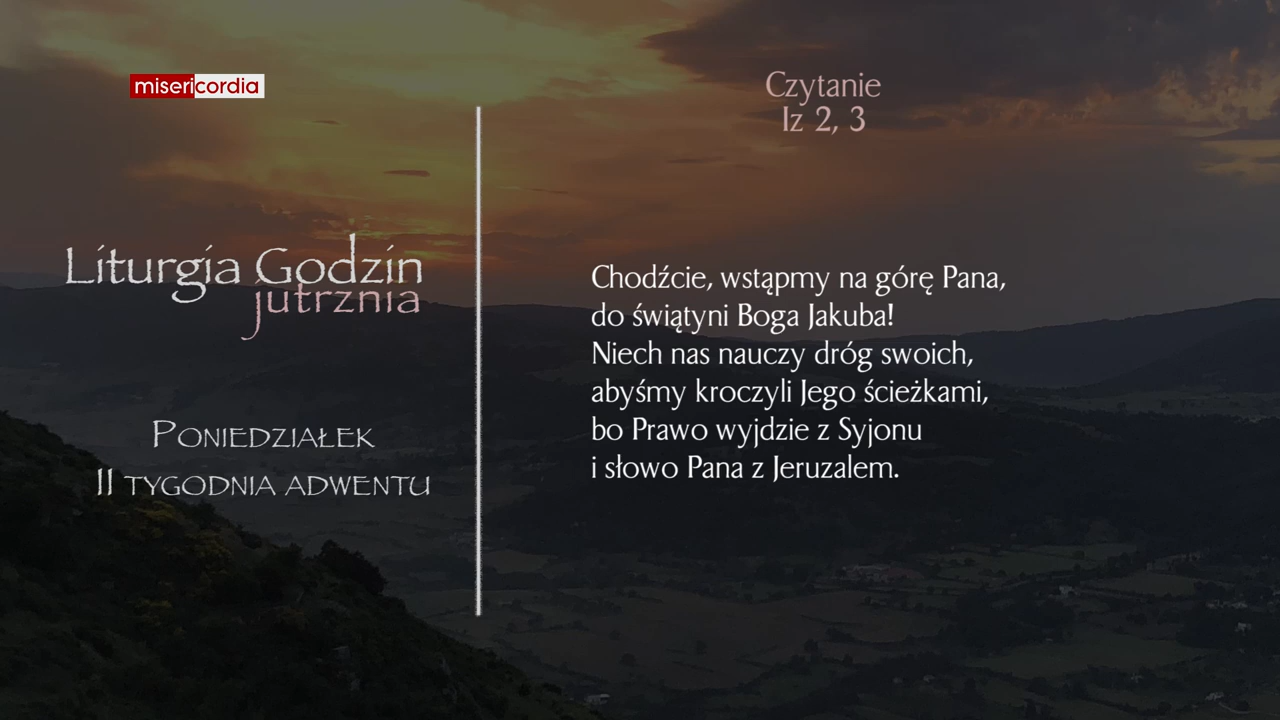 misericordia
Liturgia Godzin
jutrznia
Poniedziałek
II tygodnia adwentu
Czytanie
Iz 2, 3
Chodźcie, wstąpmy na górę Pana,
do świątyni Boga Jakuba!
Niech nas nauczy dróg swoich,
abyśmy kroczyli Jego ścieżkami,
bo Prawo wyjdzie z Syjonu
i słowo Pana z Jeruzalem.